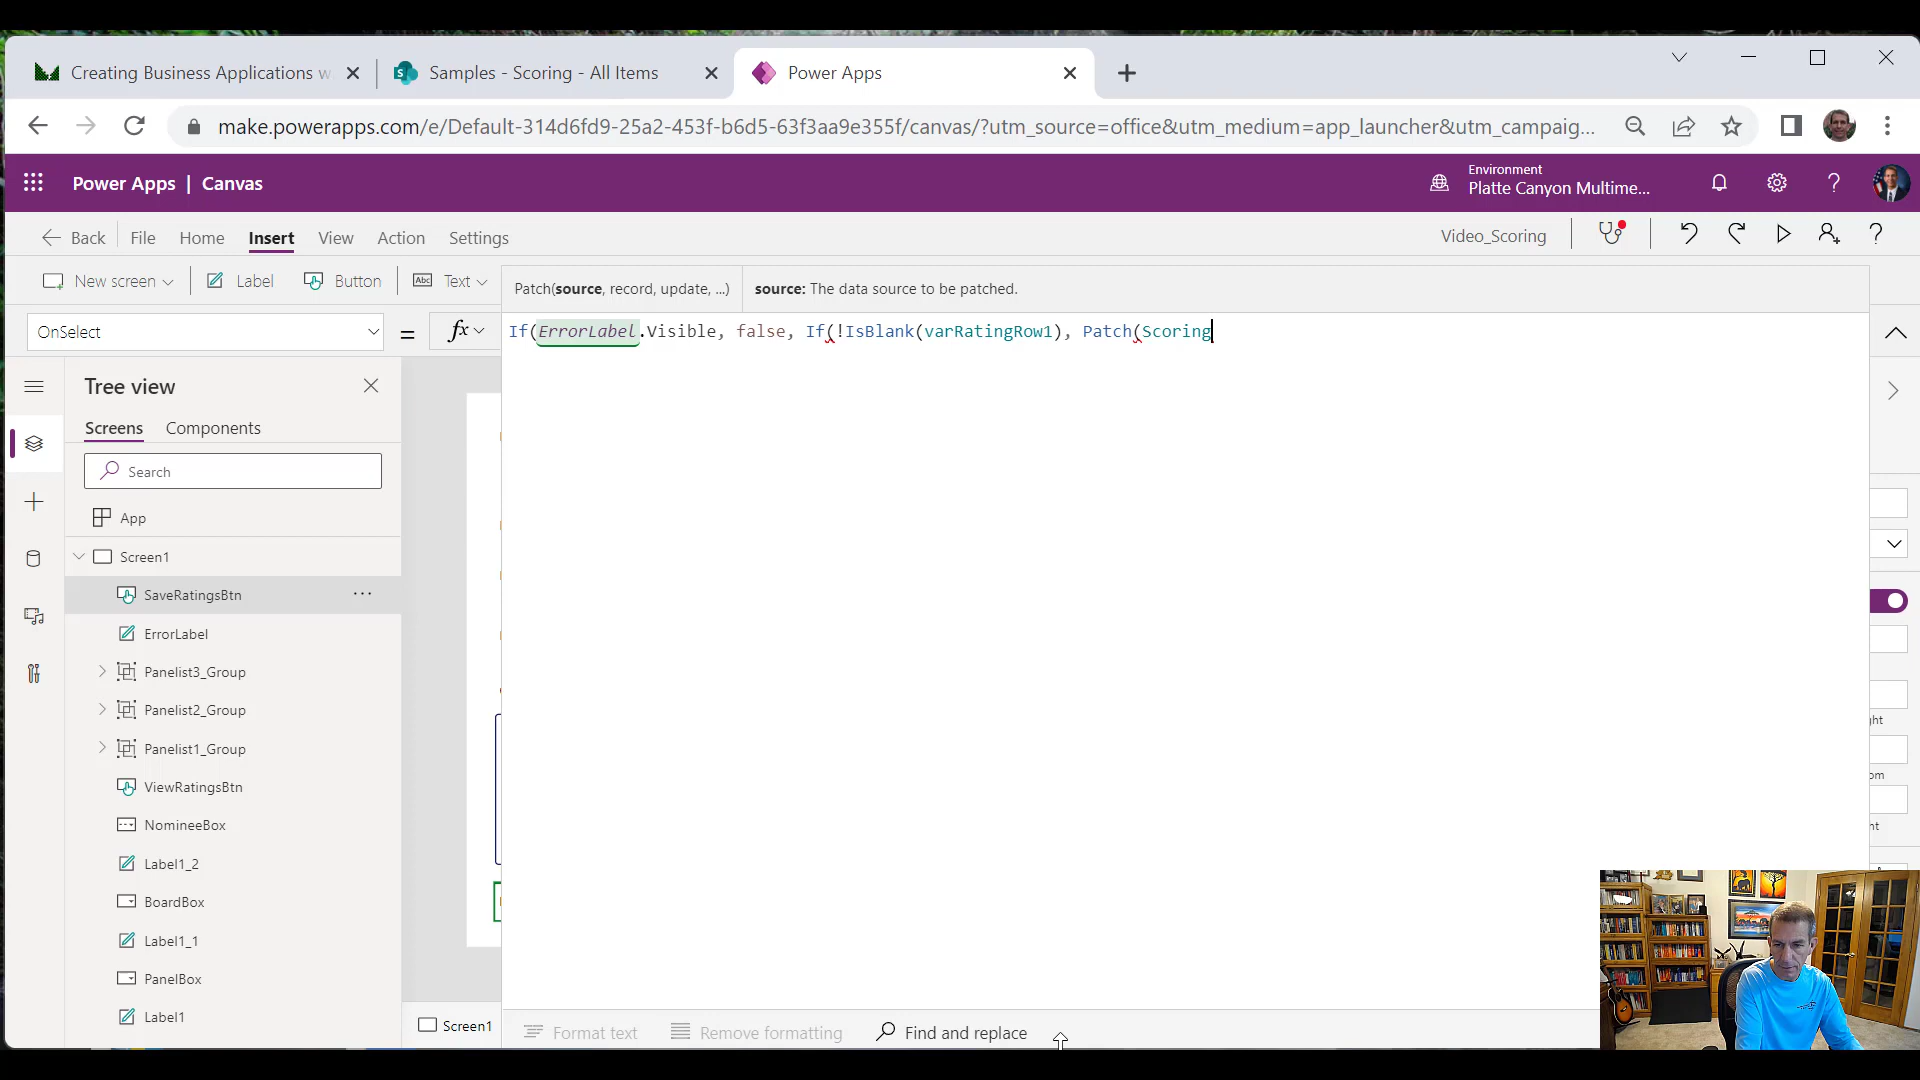 Creating Business Applications w
Samples - Scoring - All Items
Power Apps
make.powerapps.com/e/Default-314d6fd9-25a2-453f-b6d5-63f3aa9e355f/canvas/?utm_source=office&utm_medium=app_launcher&utm_campaig...
Power Apps | Canvas
Environment
Platte Canyon Multime...
Back File Home Insert View Action Settings
Video_Scoring
New screen Label Button Text
Patch(source, record, update, ...) source: The data source to be patched.
OnSelect = fx
If(ErrorLabel.Visible, false, If(!IsBlank(varRatingRow1), Patch(Scoring
Tree view
Screens Components
Search
App
Screen1
SaveRatingsBtn ...
ErrorLabel
Panelist3_Group
Panelist2_Group
Panelist1_Group
ViewRatingsBtn
NomineeBox
Label1_2
BoardBox
Label1_1
PanelBox
Label1
ght
om
nt
Screen1
Format text Remove formatting Find and replace